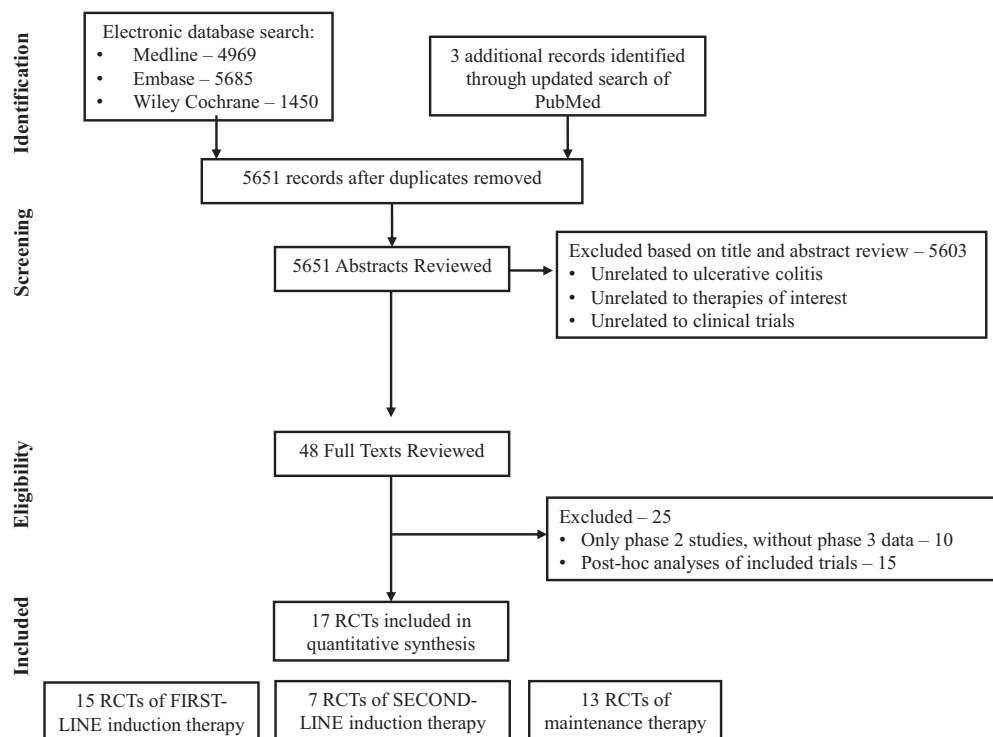 Identification
Electronic database search:
• Medline – 4969
• Embase – 5685
• Wiley Cochrane – 1450
3 additional records identified
through updated search of
PubMed
5651 records after duplicates removed
Screening
5651 Abstracts Reviewed
Excluded based on title and abstract review – 5603
• Unrelated to ulcerative colitis
• Unrelated to therapies of interest
• Unrelated to clinical trials
Eligibility
48 Full Texts Reviewed
Excluded – 25
• Only phase 2 studies, without phase 3 data – 10
• Post-hoc analyses of included trials – 15
Included
17 RCTs included in
quantitative synthesis
15 RCTs of FIRST-
LINE induction therapy
7 RCTs of SECOND-
LINE induction therapy
13 RCTs of
maintenance therapy